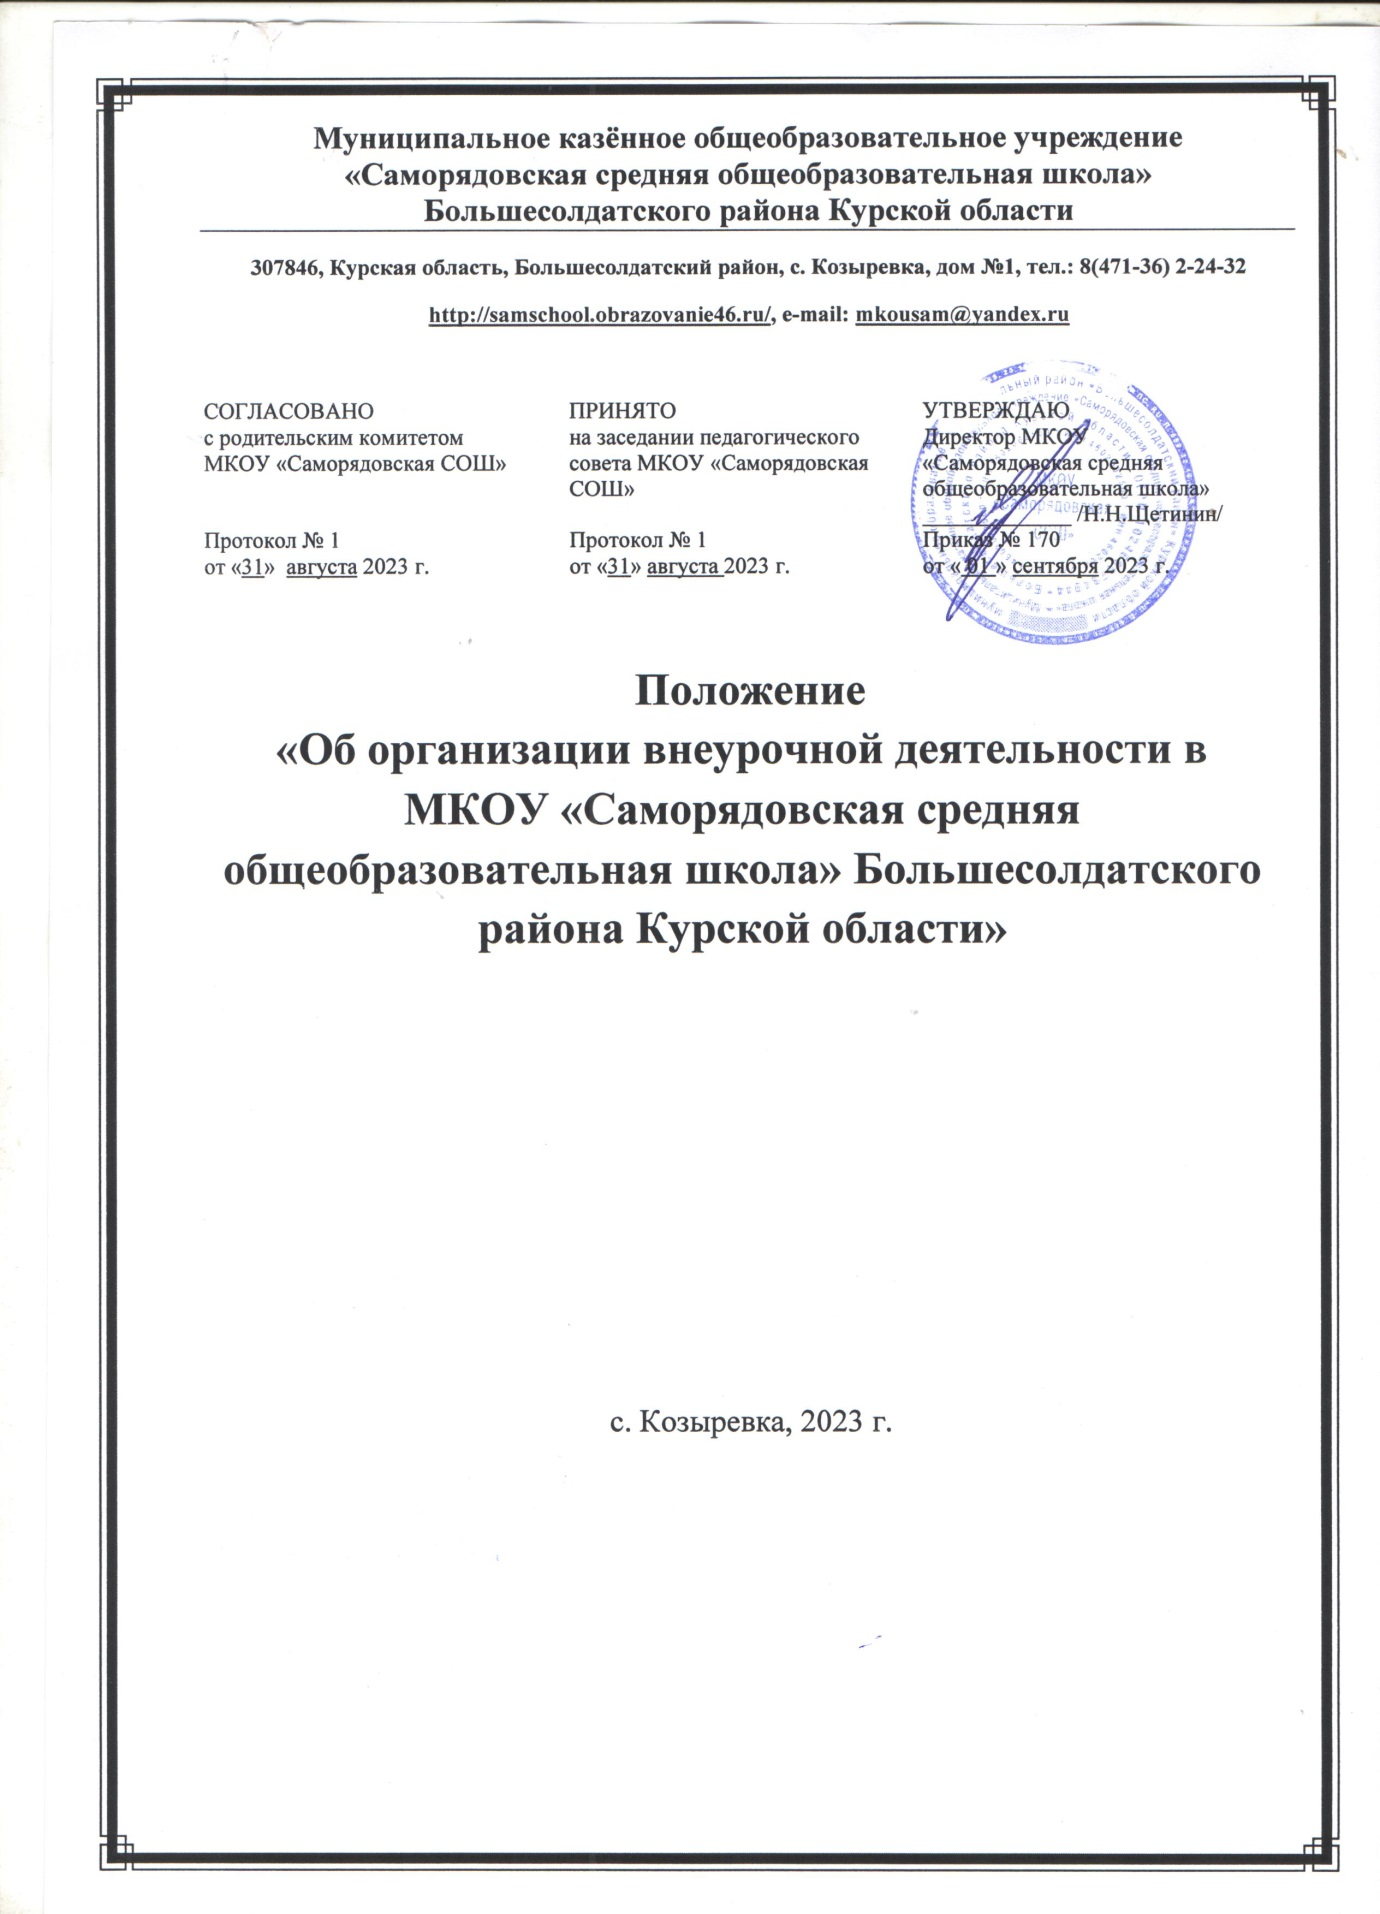 Муниципальное казённое общеобразовательное учреждение
«Саморядовская средняя общеобразовательная школа»
Большесолдатского района Курской области
307846, Курская область, Большесолдатский район, с. Козыревка, дом №1, тел.: 8(471-36) 2-24-32
http://samschool.obrazovanie46.ru/, e-mail: mkousam@yandex.ru
СОГЛАСОВАНО
с родительским комитетом
МКОУ «Саморядовская СОШ»
Протокол № 1
от «31» августа 2023 г.
ПРИНЯТО
на заседании педагогического
совета МКОУ «Саморядовская
СОШ»
Протокол № 1
от «31» августа 2023 г.
УТВЕРЖДАЮ
Директор МКОУ
«Саморядовская средняя
общеобразовательная школа»
____________ /Н.Н.Щетинин/
Приказ № 170
от « 01 » сентября 2023 г.
Положение
«Об организации внеурочной деятельности в
МКОУ «Саморядовская средняя
общеобразовательная школа» Большесолдатского
района Курской области»
с. Козыревка, 2023 г.